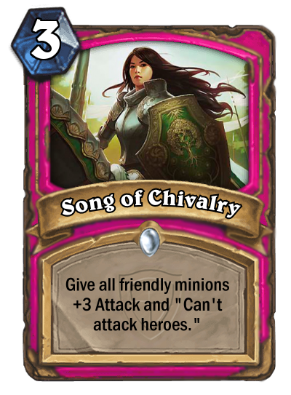 3
Song of Chivalry
Give all friendly minions
+3 Attack and "Can't
attack heroes."